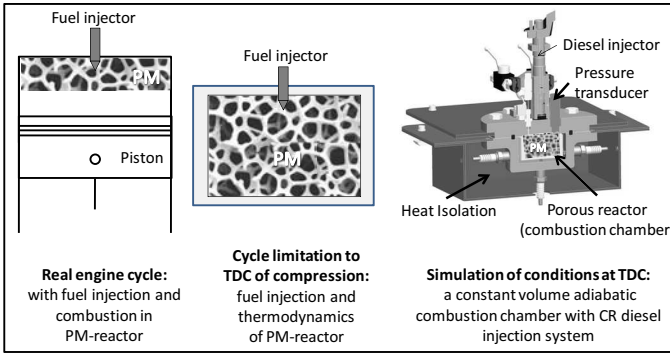 Fuel injector
PM
Piston
Real engine cycle:
with fuel injection and
combustion in
PM-reactor
Fuel injector
PM
Cycle limitation to
TDC of compression:
fuel injection and
thermodynamics
of PM-reactor
Diesel injector
Pressure
transducer
PM
Heat Isolation
Porous reactor
(combustion chamber
Simulation of conditions at TDC:
a constant volume adiabatic
combustion chamber with CR diesel
injection system